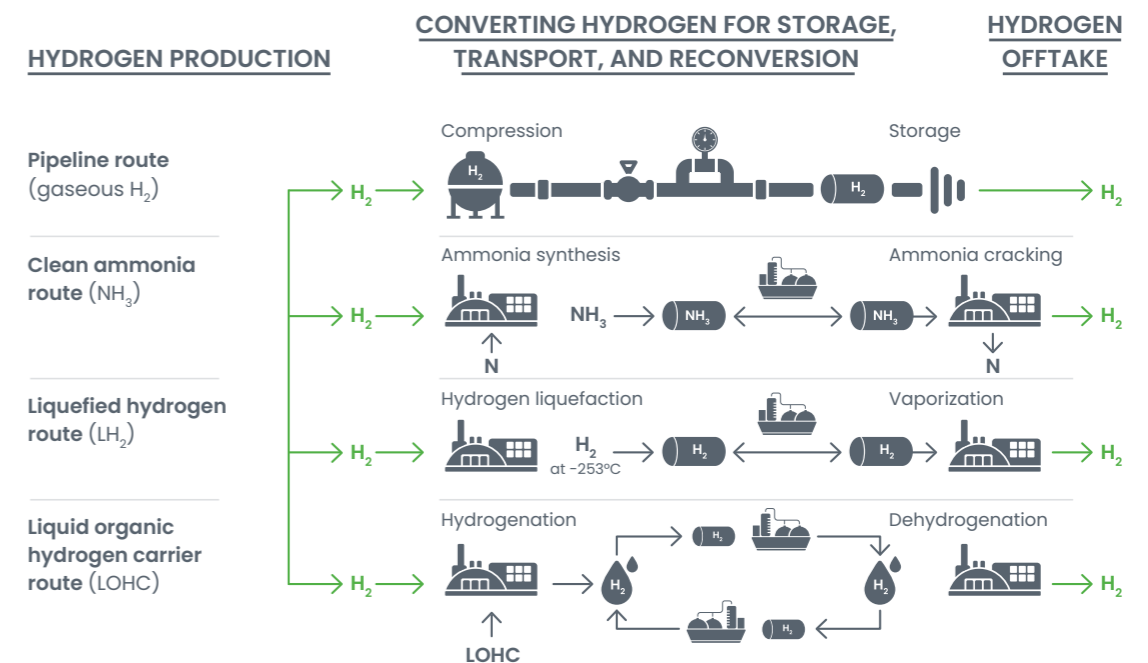 HYDROGEN PRODUCTION
CONVERTING HYDROGEN FOR STORAGE,
TRANSPORT, AND RECONVERSION
HYDROGEN
OFFTAKE
Pipeline route
(gaseous H₂)
H₂
Compression
H₂
H₂
Storage
H₂
Clean ammonia
route (NH₃)
H₂
Ammonia synthesis
N
NH₃
NH₃
NH₃
Ammonia cracking
N
H₂
Liquefied hydrogen
route (LH₂)
H₂
Hydrogen liquefaction
H₂
at -253ºC
H₂
H₂
Vaporization
H₂
Liquid organic
hydrogen carrier
route (LOHC)
H₂
Hydrogenation
LOHC
H₂
H₂
H₂
H₂
Dehydrogenation
H₂